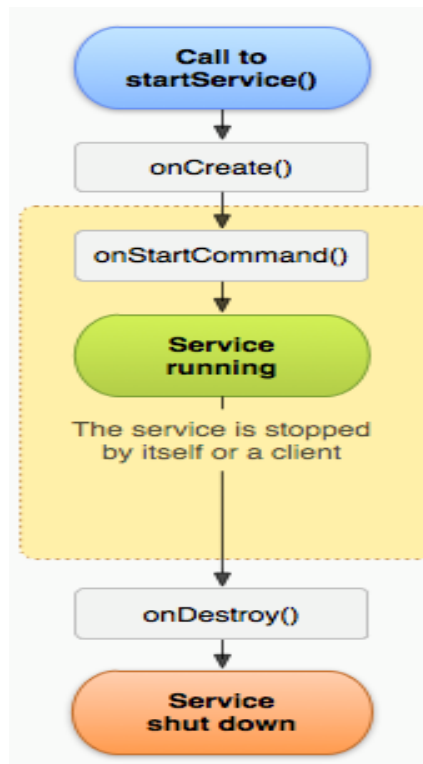 Call to
startService()
onCreate()
onStartCommand()
Service
running
The service is stopped
by itself or a client
onDestroy()
Service
shut down